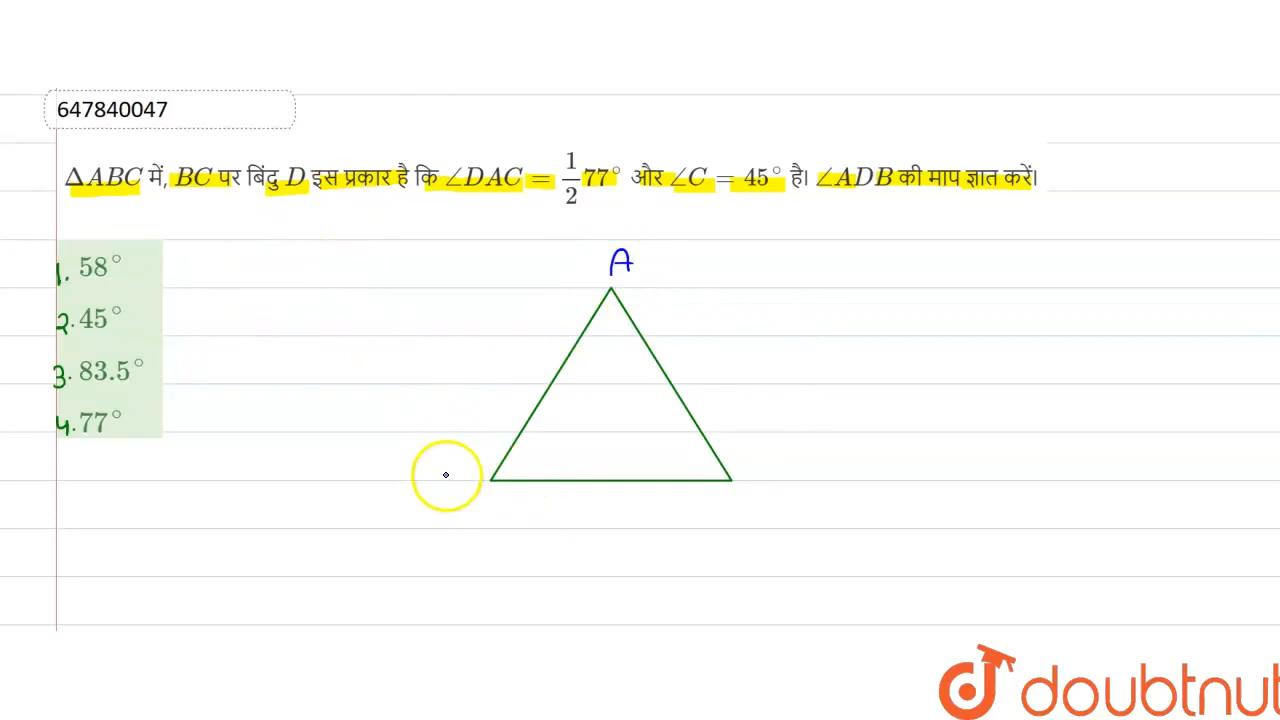 647840047
ΔABC में, BC पर बिंदु D इस प्रकार है कि ∠DAC = 1/2 77° और ∠C = 45° है। ∠ADB की माप ज्ञात करें।
1. 58°
2. 45°
3. 83.5°
4. 77°
A
doubtnut